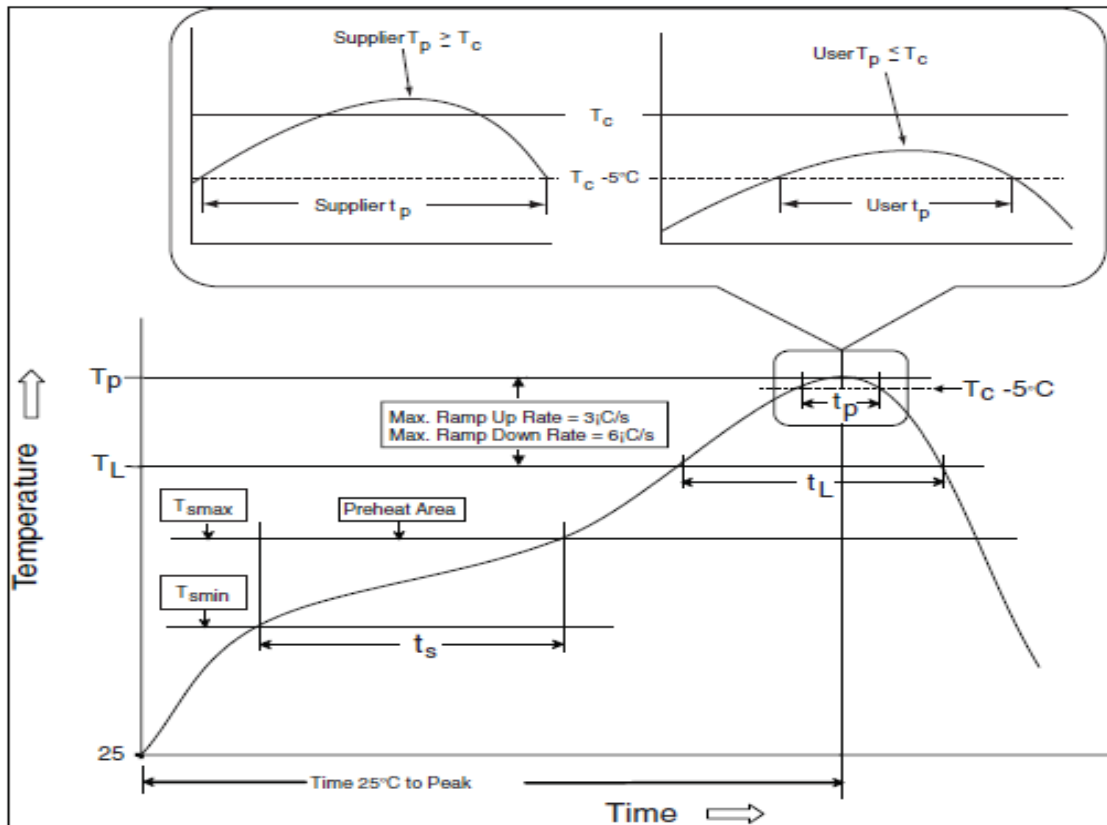 Supplier Tp ≥ Tc
User Tp ≤ Tc
Tc
Tc -5°C
Supplier tp
User tp
Tp
Tc -5°C
tp
Max. Ramp Up Rate = 3¡C/s
Max. Ramp Down Rate = 6¡C/s
TL
tL
Tsmax
Preheat Area
Tsmin
ts
Temperature
25
Time 25°C to Peak
Time